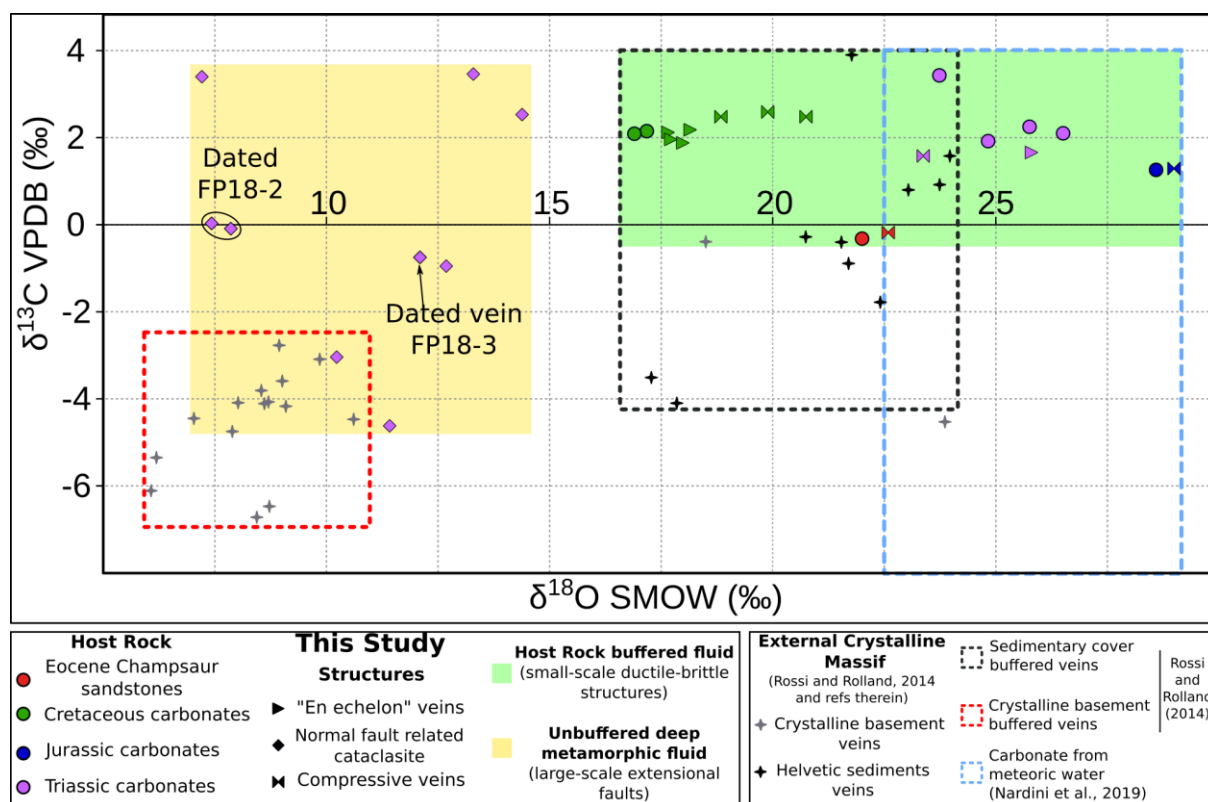 4
2
0
-2
-4
-6
δ13C VPDB (‰)
10
15
20
25
Dated
FP18-2
Dated vein
FP18-3
δ18O SMOW (‰)
Host Rock
Eocene Champsaur
sandstones
Cretaceous carbonates
Jurassic carbonates
Triassic carbonates
This Study
Structures
"En echelon" veins
Normal fault related
cataclasite
Compressive veins
Host Rock buffered fluid
(small-scale ductile-brittle
structures)
Unbuffered deep
metamorphic fluid
(large-scale extensional
faults)
External Crystalline
Massif
(Rossi and Rolland, 2014
and refs therein)
Crystalline basement
veins
Helvetic sediments
veins
Sedimentary cover
buffered veins
Crystalline basement
buffered veins
Rossi
and
Rolland
(2014)
Carbonate from
meteoric water
(Nardini et al., 2019)